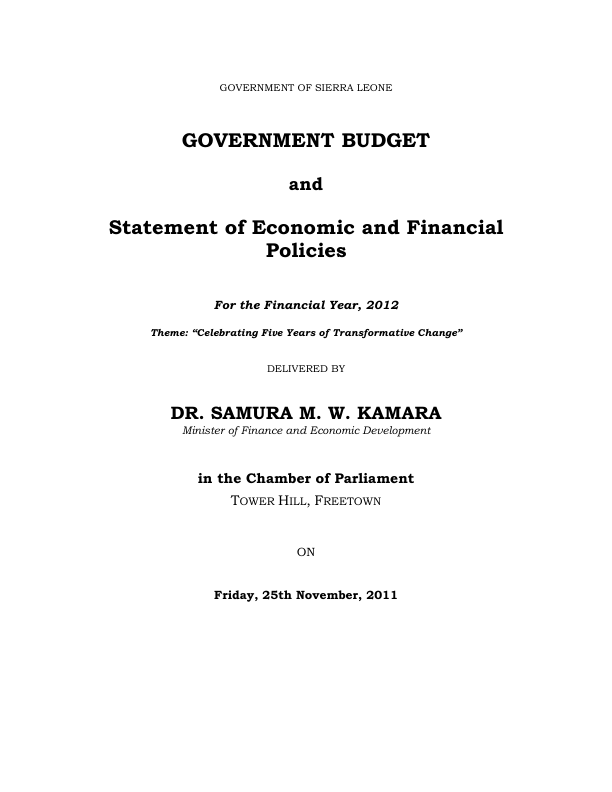 GOVERNMENT OF SIERRA LEONE
GOVERNMENT BUDGET
and
Statement of Economic and Financial
Policies
For the Financial Year, 2012
Theme: “Celebrating Five Years of Transformative Change”
DELIVERED BY
DR. SAMURA M. W. KAMARA
Minister of Finance and Economic Development
in the Chamber of Parliament
TOWER HILL, FREETOWN
ON
Friday, 25th November, 2011